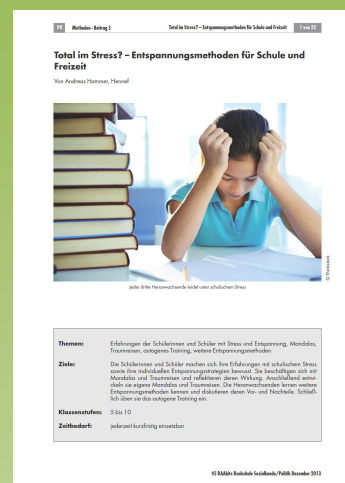 VII Methoden • Beitrag 5 Total im Stress? – Entspannungsmethoden für Schule und Freizeit 1 von 22
Total im Stress? – Entspannungsmethoden für Schule und
Freizeit
Von Andreas Hammer, Hennef
© Thinkstock
Jeder dritte Heranwachsende leidet unter schulischem Stress
Themen: Erfahrungen der Schülerinnen und Schüler mit Stress und Entspannung, Mandalas,
Traumreisen, autogenes Training, weitere Entspannungsmethoden
Ziele: Die Schülerinnen und Schüler machen sich ihre Erfahrungen mit schulischem Stress
sowie ihre individuellen Entspannungsstrategien bewusst. Sie beschäftigen sich mit
Mandalas und Traumreisen und reflektieren deren Wirkung. Anschließend entwi-
ckeln sie eigene Mandalas und Traumreisen. Die Heranwachsenden lernen weitere
Entspannungsmethoden kennen und diskutieren deren Vor- und Nachteile. Schließ-
lich üben sie das autogene Training ein.
Klassenstufen: 5 bis 10
Zeitbedarf: jederzeit kurzfristig einsetzbar
45 RAAbits Realschule Sozialkunde/Politik Dezember 2013